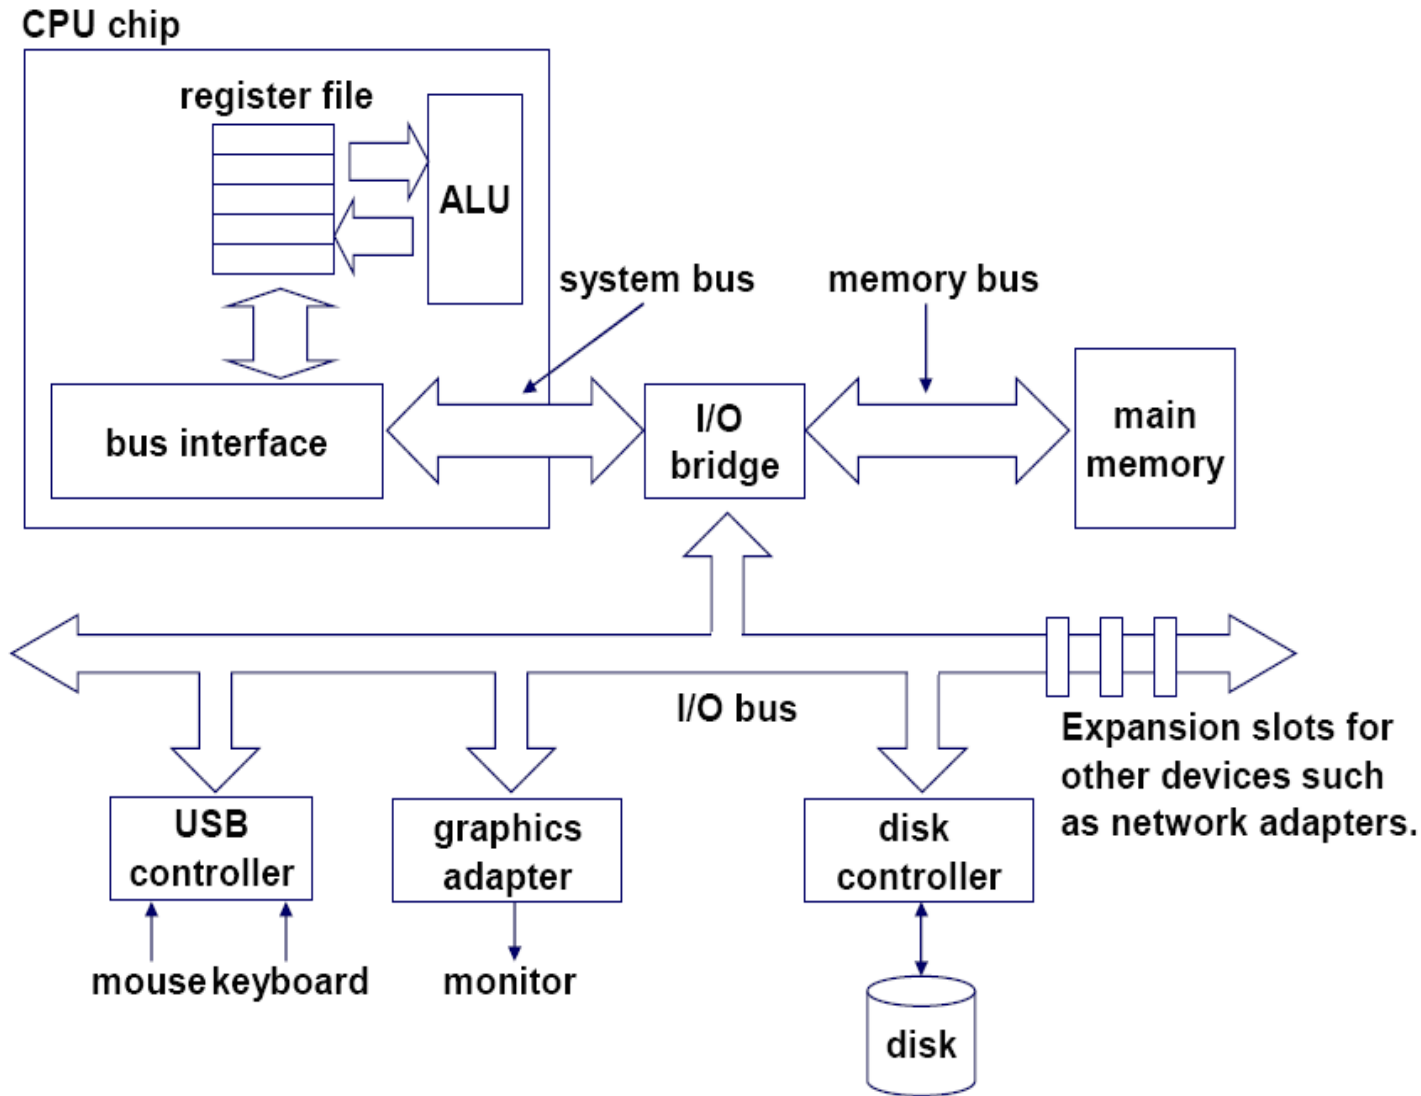 CPU chip
register file
ALU
system bus
memory bus
bus interface
I/O
bridge
main
memory
I/O bus
Expansion slots for
other devices such
as network adapters.
USB
controller
graphics
adapter
disk
controller
mouse keyboard
monitor
disk